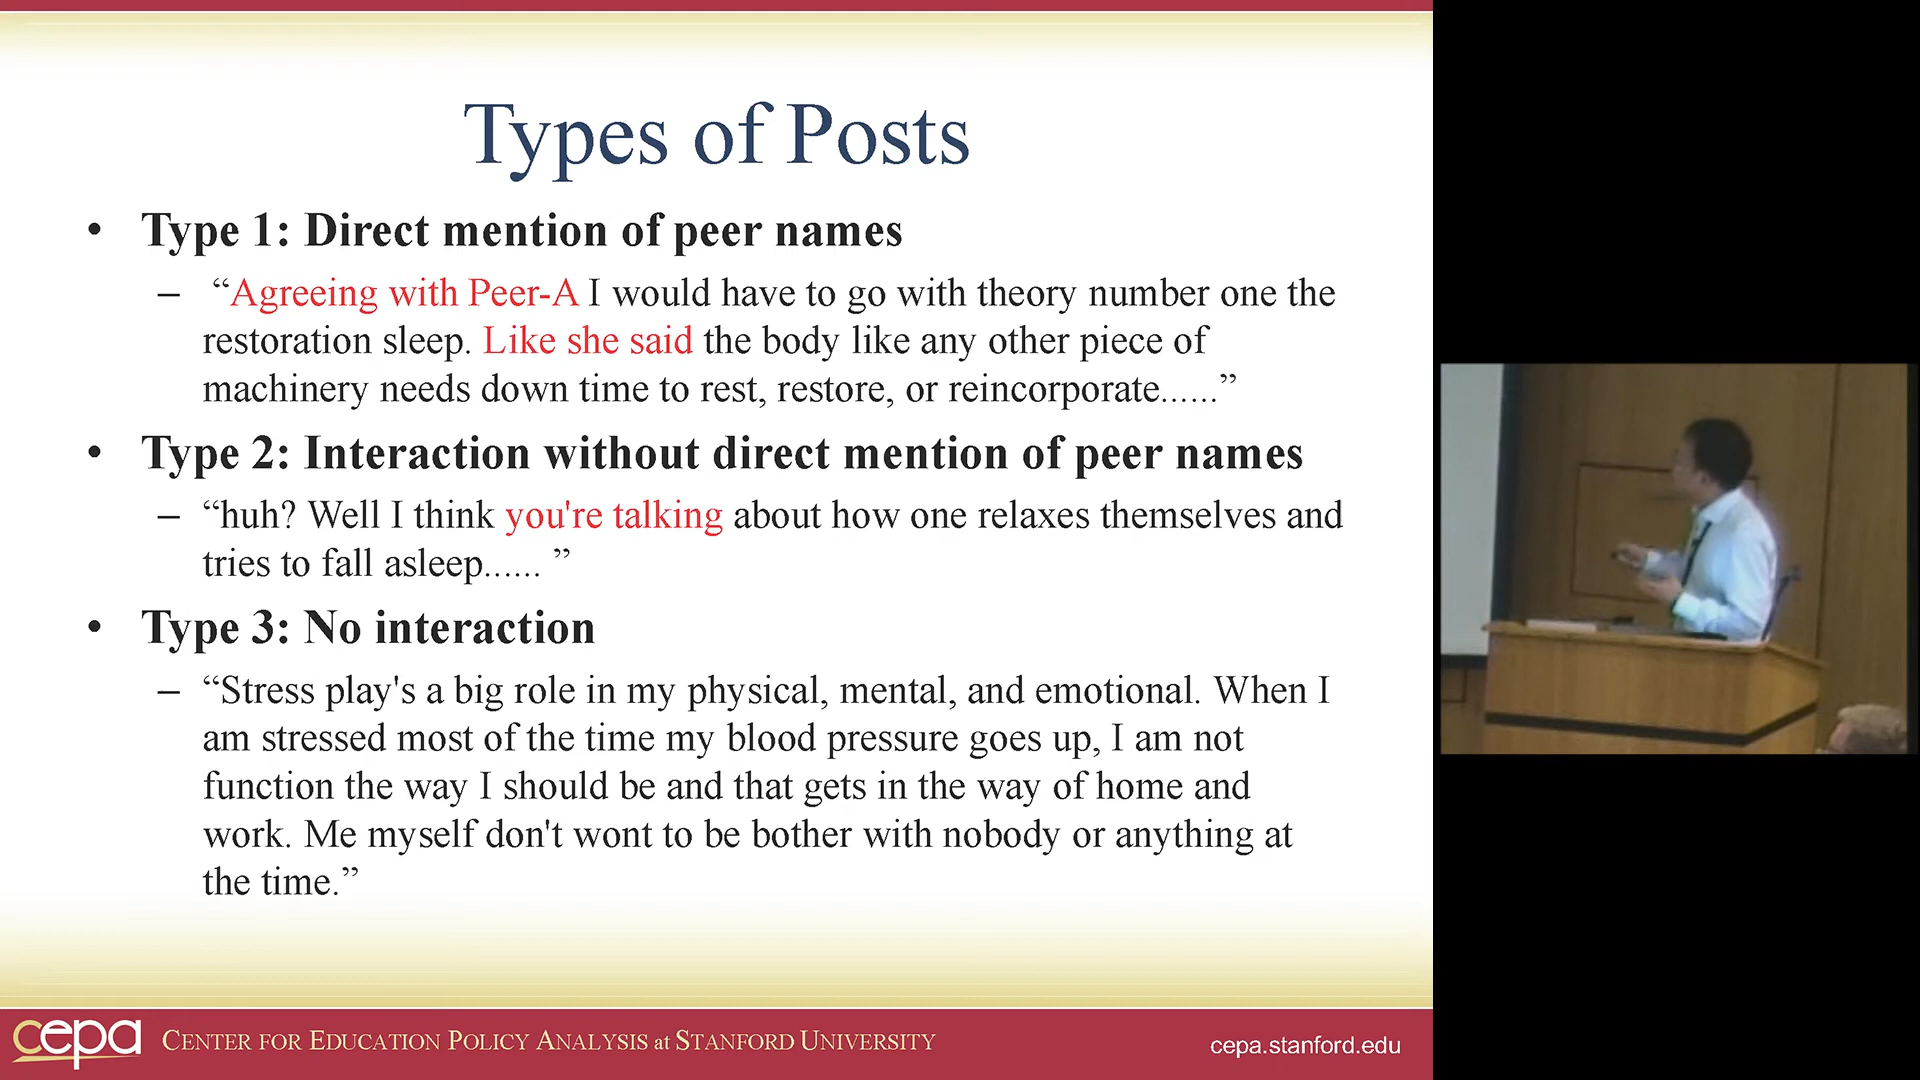 Types of Posts
• Type 1: Direct mention of peer names
– “Agreeing with Peer-A I would have to go with theory number one the
restoration sleep. Like she said the body like any other piece of
machinery needs down time to rest, restore, or reincorporate......”
• Type 2: Interaction without direct mention of peer names
– “huh? Well I think you're talking about how one relaxes themselves and
tries to fall asleep...... ”
• Type 3: No interaction
– “Stress play's a big role in my physical, mental, and emotional. When I
am stressed most of the time my blood pressure goes up, I am not
function the way I should be and that gets in the way of home and
work. Me myself don't wont to be bother with nobody or anything at
the time.”
cepa CENTER FOR EDUCATION POLICY ANALYSIS at STANFORD UNIVERSITY
cepa.stanford.edu